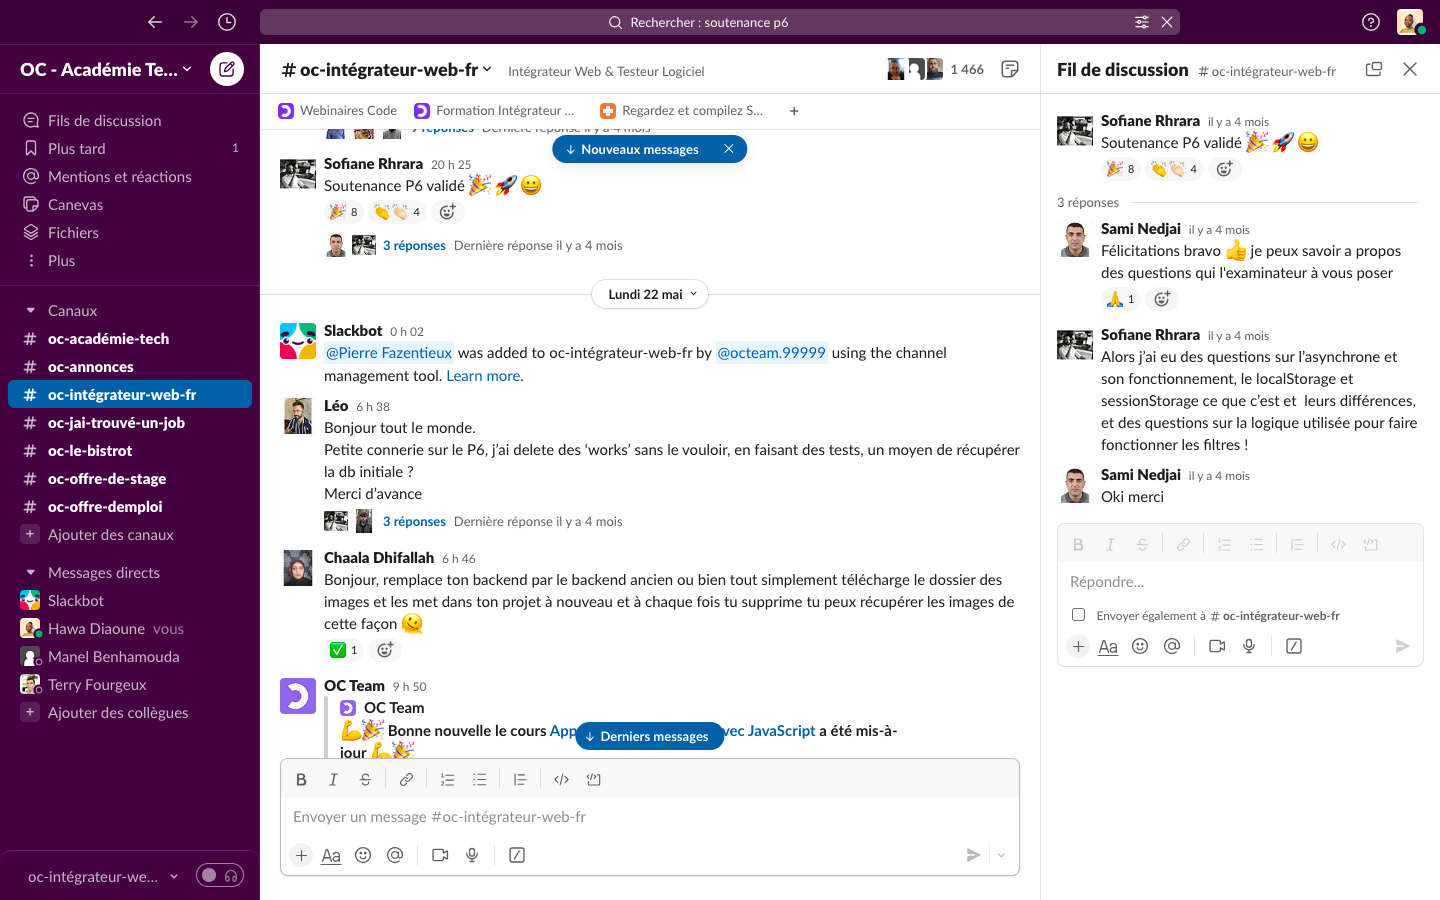 Rechercher : soutenance p6
OC - Académie Te...
Fils de discussion
Plus tard
1
Mentions et réactions
Canevas
Fichiers
Plus
Canaux
# oc-académie-tech
# oc-annonces
# oc-intégrateur-web-fr
# oc-jai-trouvé-un-job
# oc-le-bistrot
# oc-offre-de-stage
# oc-offre-demploi
+ Ajouter des canaux
Messages directs
Slackbot
Hawa Diaoune vous
Manel Benhamouda
Terry Fourgeux
+ Ajouter des collègues
oc-intégrateur-we...
# oc-intégrateur-web-fr
Intégrateur Web & Testeur Logiciel
1 466
Webinaires Code
Formation Intégrateur ...
Regardez et compilez S...
+
réponses Dernière réponse il y a 4 mois
↓ Nouveaux messages
Sofiane Rhrara 20 h 25
Soutenance P6 validé 🎉 🚀 😀
🎉 8 👏👏🏻 4
3 réponses Dernière réponse il y a 4 mois
Lundi 22 mai
Slackbot 0 h 02
@Pierre Fazentieux was added to oc-intégrateur-web-fr by @octeam.99999 using the channel
management tool. Learn more.
Léo 6 h 38
Bonjour tout le monde.
Petite connerie sur le P6, j’ai delete des ‘works’ sans le vouloir, en faisant des tests, un moyen de récupérer
la db initiale ?
Merci d’avance
3 réponses Dernière réponse il y a 4 mois
Chaala Dhifallah 6 h 46
Bonjour, remplace ton backend par le backend ancien ou bien tout simplement télécharge le dossier des
images et les met dans ton projet à nouveau et à chaque fois tu supprime tu peux récupérer les images de
cette façon 🫠
✅ 1
OC Team 9 h 50
OC Team
💪🎉 Bonne nouvelle le cours App vec JavaScript a été mis-à-
jour 💪🎉
↓ Derniers messages
B I S
Envoyer un message #oc-intégrateur-web-fr
+ Aa
Fil de discussion # oc-intégrateur-web-fr
Sofiane Rhrara il y a 4 mois
Soutenance P6 validé 🎉 🚀 😀
🎉 8 👏👏🏻 4
3 réponses
Sami Nedjai il y a 4 mois
Félicitations bravo 👍 je peux savoir a propos
des questions qui l'examinateur à vous poser
🙏 1
Sofiane Rhrara il y a 4 mois
Alors j’ai eu des questions sur l’asynchrone et
son fonctionnement, le localStorage et
sessionStorage ce que c’est et leurs différences,
et des questions sur la logique utilisée pour faire
fonctionner les filtres !
Sami Nedjai il y a 4 mois
Oki merci
B I S
Répondre...
Envoyer également à # oc-intégrateur-web-fr
+ Aa